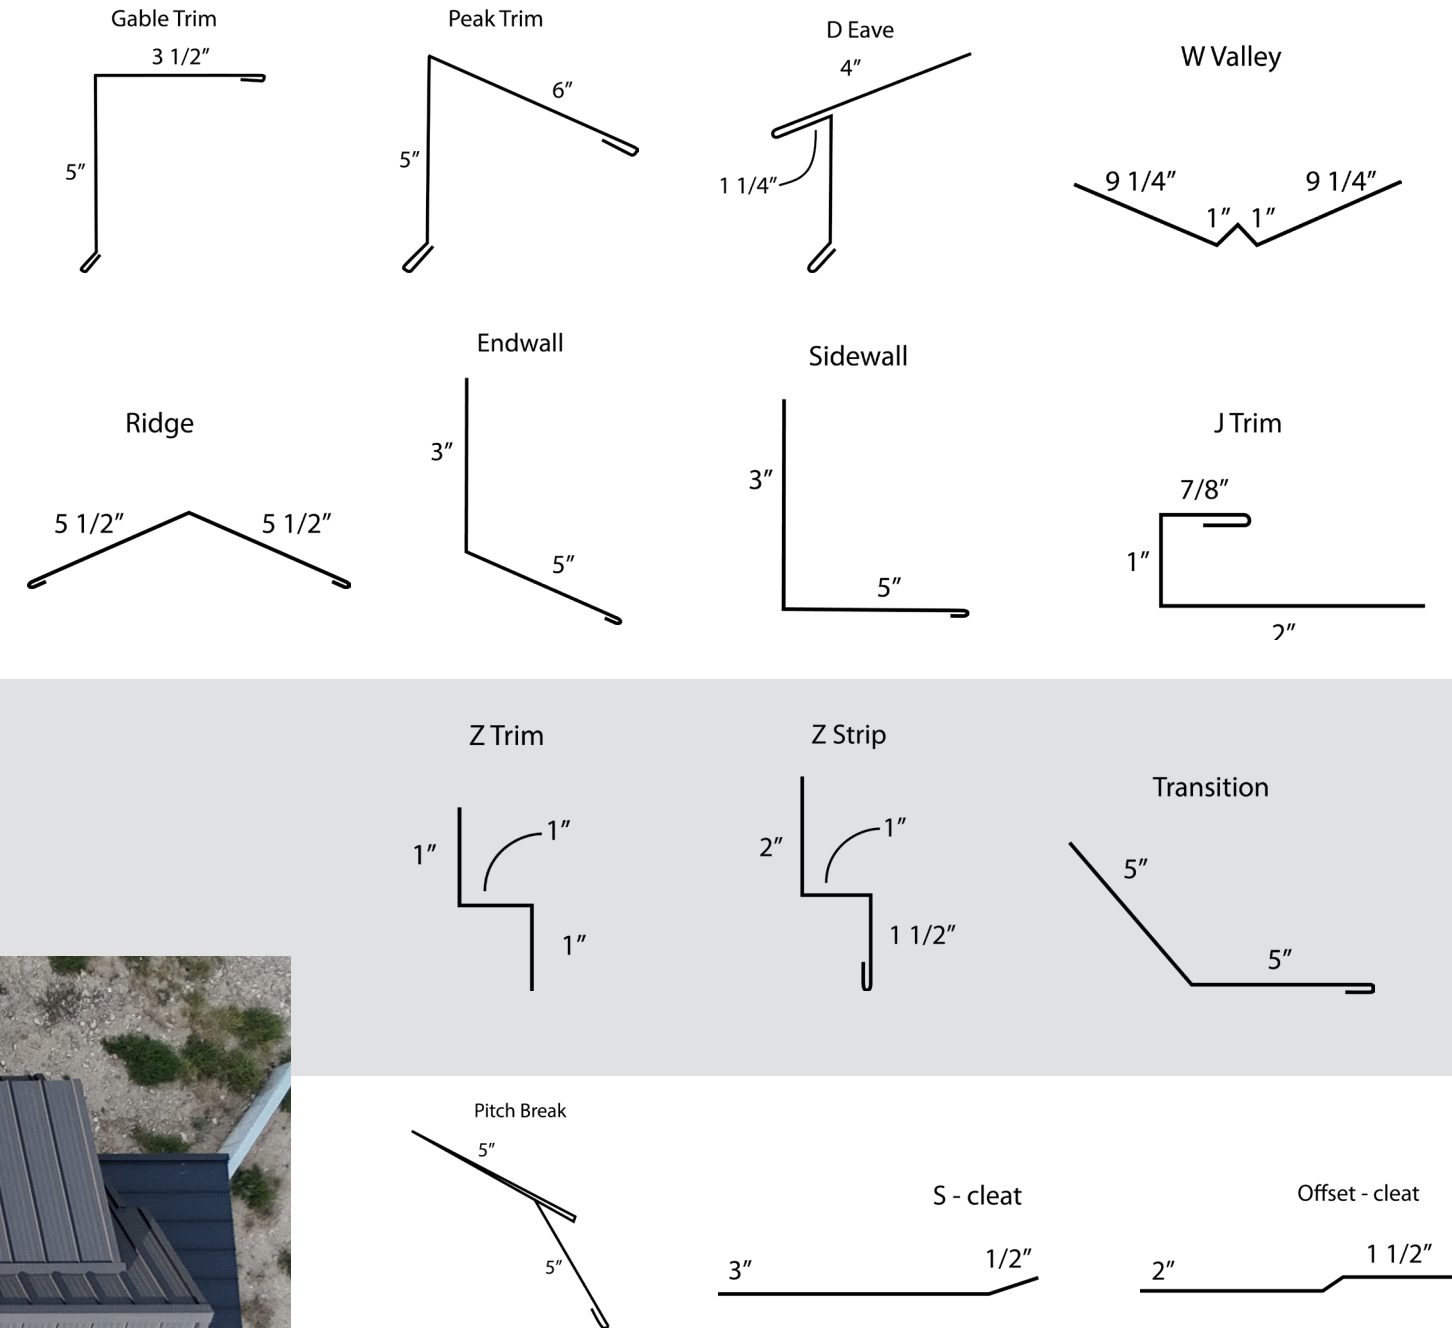 Gable Trim
3 1/2”
5”
Peak Trim
6”
5”
D Eave
4”
1 1/4”
W Valley
9 1/4”
1”
1”
9 1/4”
Ridge
5 1/2”
5 1/2”
Endwall
3”
5”
Sidewall
3”
5”
J Trim
7/8”
1”
2”
Z Trim
1”
1”
1”
Z Strip
2”
1”
1 1/2”
Transition
5”
5”
Pitch Break
5”
5”
S - cleat
3”
1/2”
Offset - cleat
2”
1 1/2”